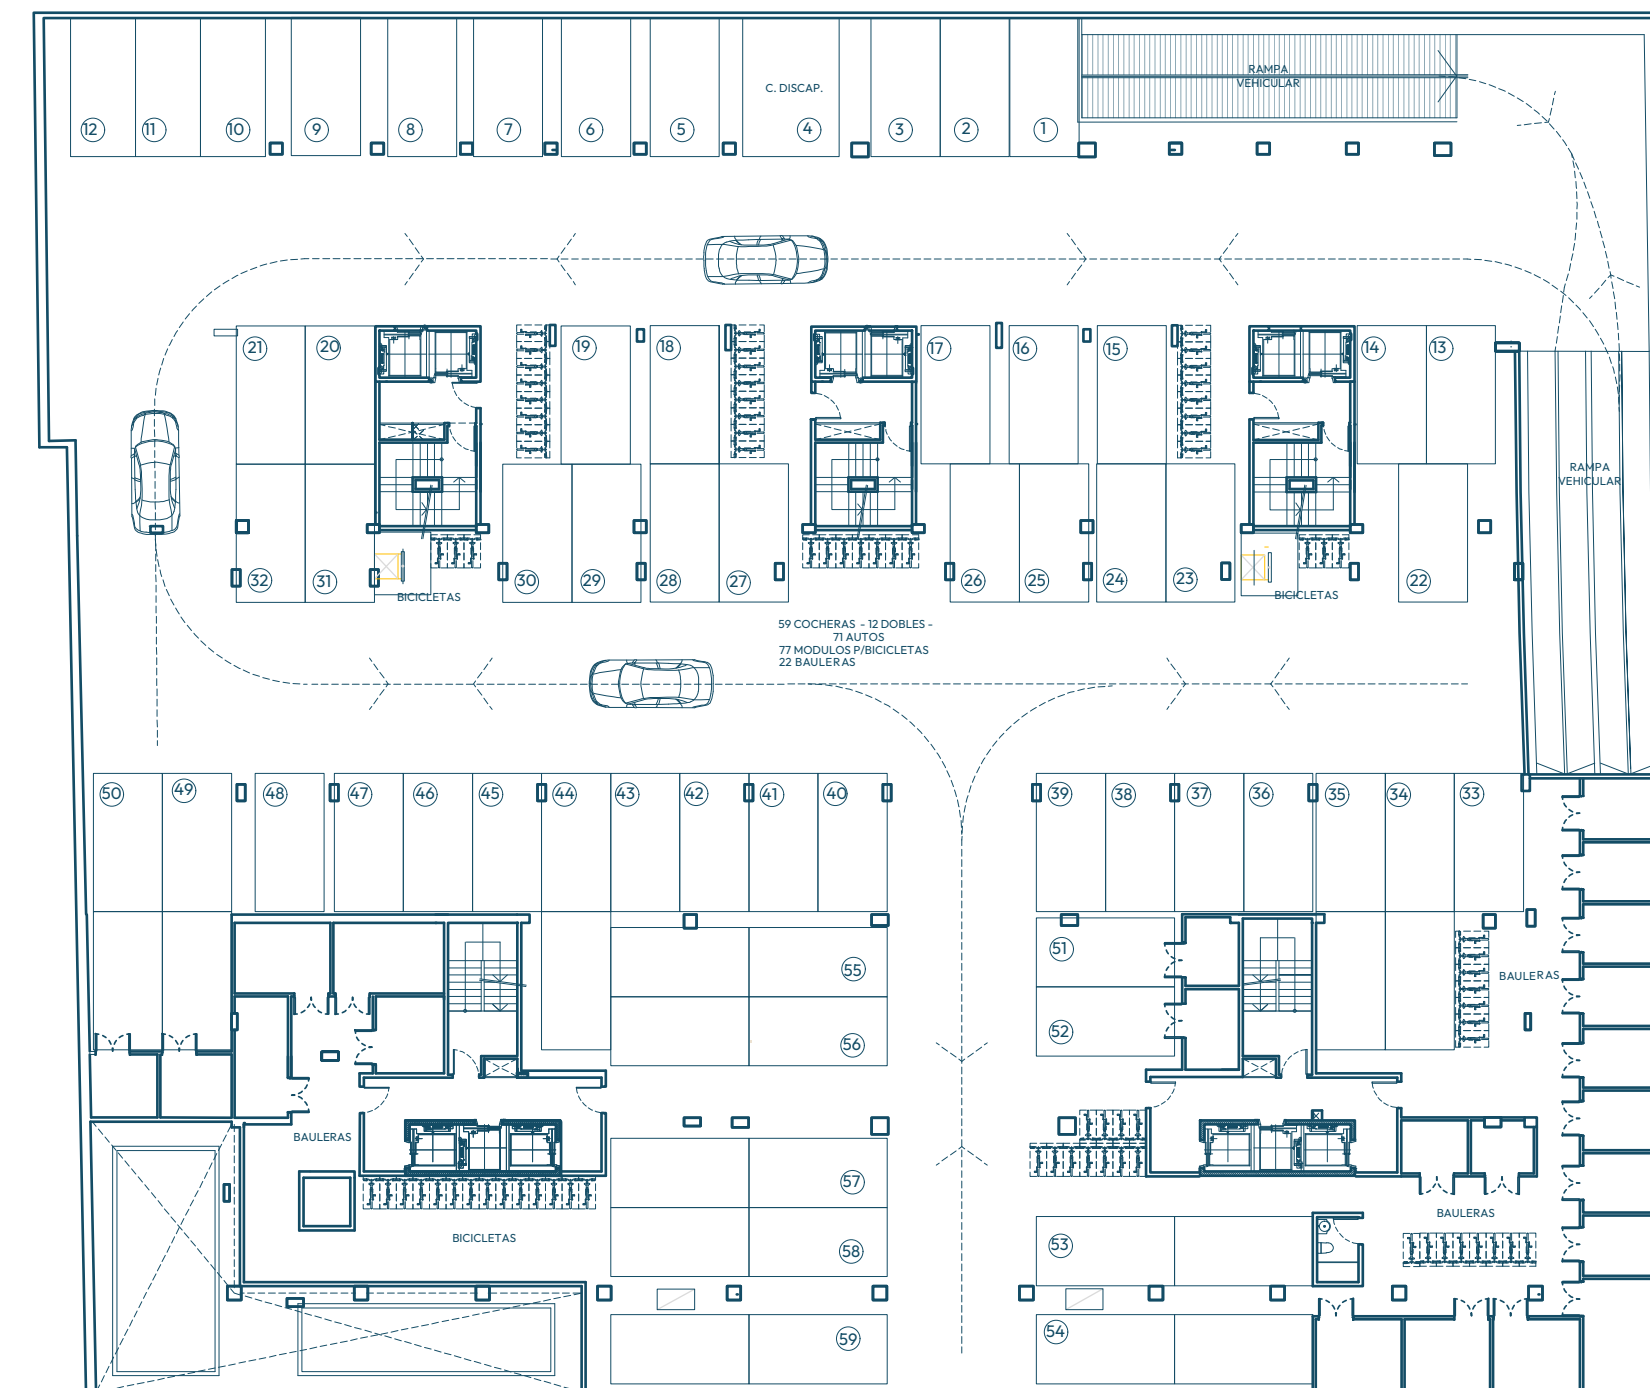 RAMPA
VEHICULAR
C. DISCAP.
12 11 10 9 8 7 6 5 4 3 2 1
21 20 19 18 17 16 15 14 13
RAMPA
VEHICULAR
32 31 30 29 28 27 26 25 24 23 22
BICICLETAS
BICICLETAS
59 COCHERAS - 12 DOBLES -
71 AUTOS
77 MODULOS P/BICICLETAS
22 BAULERAS
50 49 48 47 46 45 44 43 42 41 40 39 38 37 36 35 34 33
51
55
BAULERAS
52
56
BAULERAS
57
BAULERAS
BICICLETAS
58
53
59
54